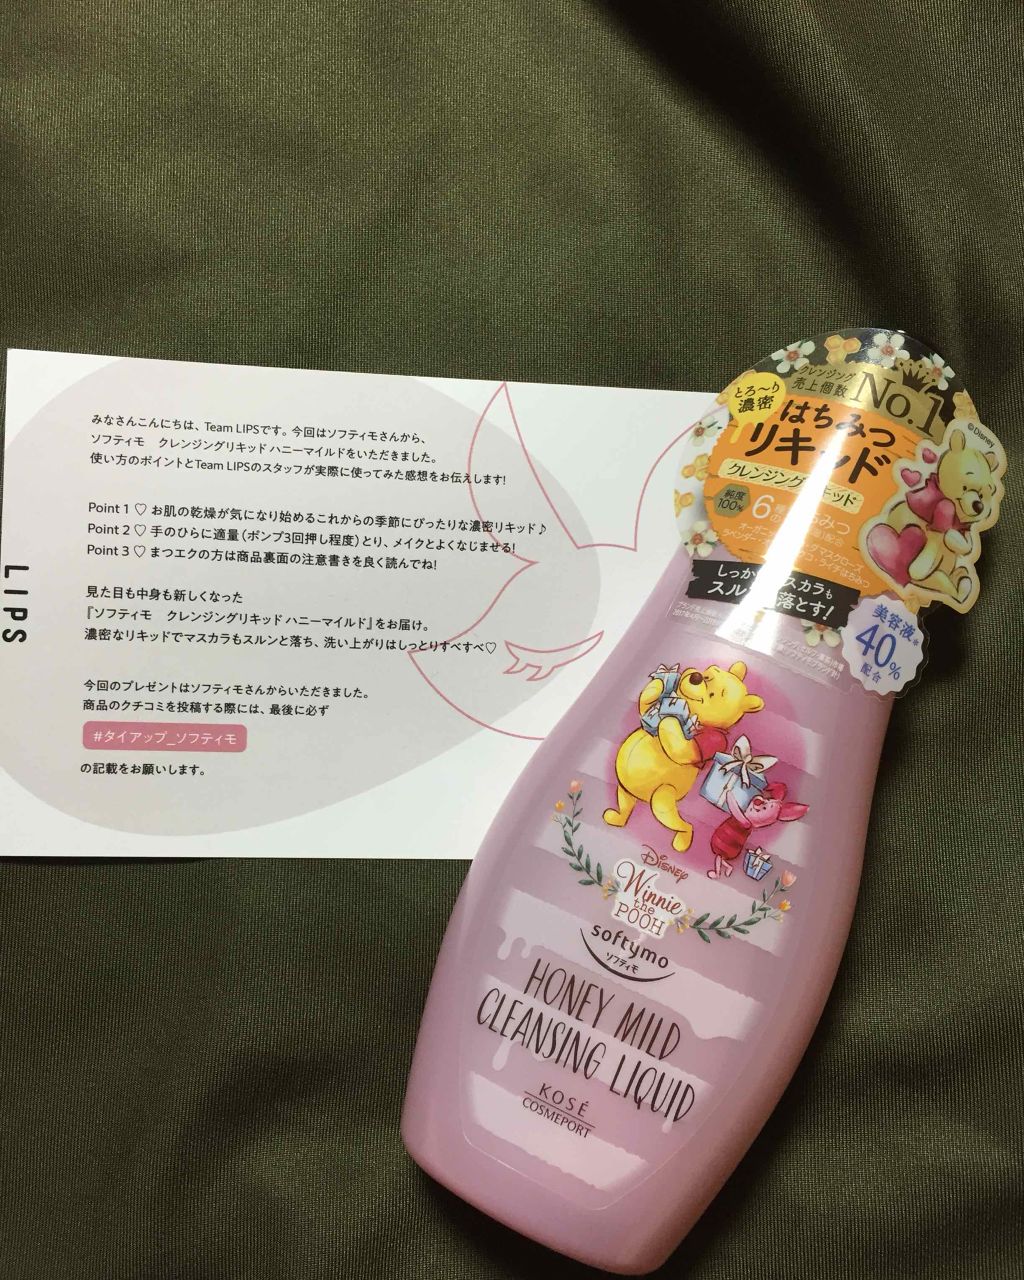 みなさんこんにちは、Team LIPSです。今回はソフティモさんから、
ソフティモ　クレンジングリキッド ハニーマイルドをいただきました。
使い方のポイントとTeam LIPSのスタッフが実際に使ってみた感想をお伝えします!
Point 1 ♡ お肌の乾燥が気になり始めるこれからの季節にぴったりな濃密リキッド♪
Point 2 ♡ 手のひらに適量(ポンプ3回押し程度)とり、メイクとよくなじませる!
Point 3 ♡ まつエクの方は商品裏面の注意書きを良く読んでね!
見た目も中身も新しくなった
『ソフティモ　クレンジングリキッド ハニーマイルド』をお届け。
濃密なリキッドでマスカラもスルンと落ち、洗い上がりはしっとりすべすべ♡
今回のプレゼントはソフティモさんからいただきました。
商品のクチコミを投稿する際には、最後に必ず
#タイアップ_ソフティモ
の記載をお願いします。
LIPS
クレンジング
売上個数
No.1
とろ〜り
濃密
はちみつ
リキッド
クレンジングリキッド
©Disney
純度
100%
6
しっか
スカラも
スルン
落とす!
美容液*
40%
配合
Disney
Winnie
the
POOH
softymo
ソフティモ
HONEY MILD
CLEANSING LIQUID
KOSÉ
COSMEPORT